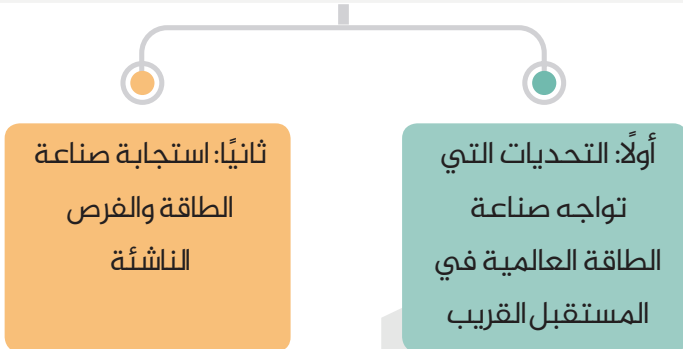 أولًا: التحديات التي
تواجه صناعة
الطاقة العالمية في
المستقبل القريب
ثانيًا: استجابة صناعة
الطاقة والفرص
الناشئة